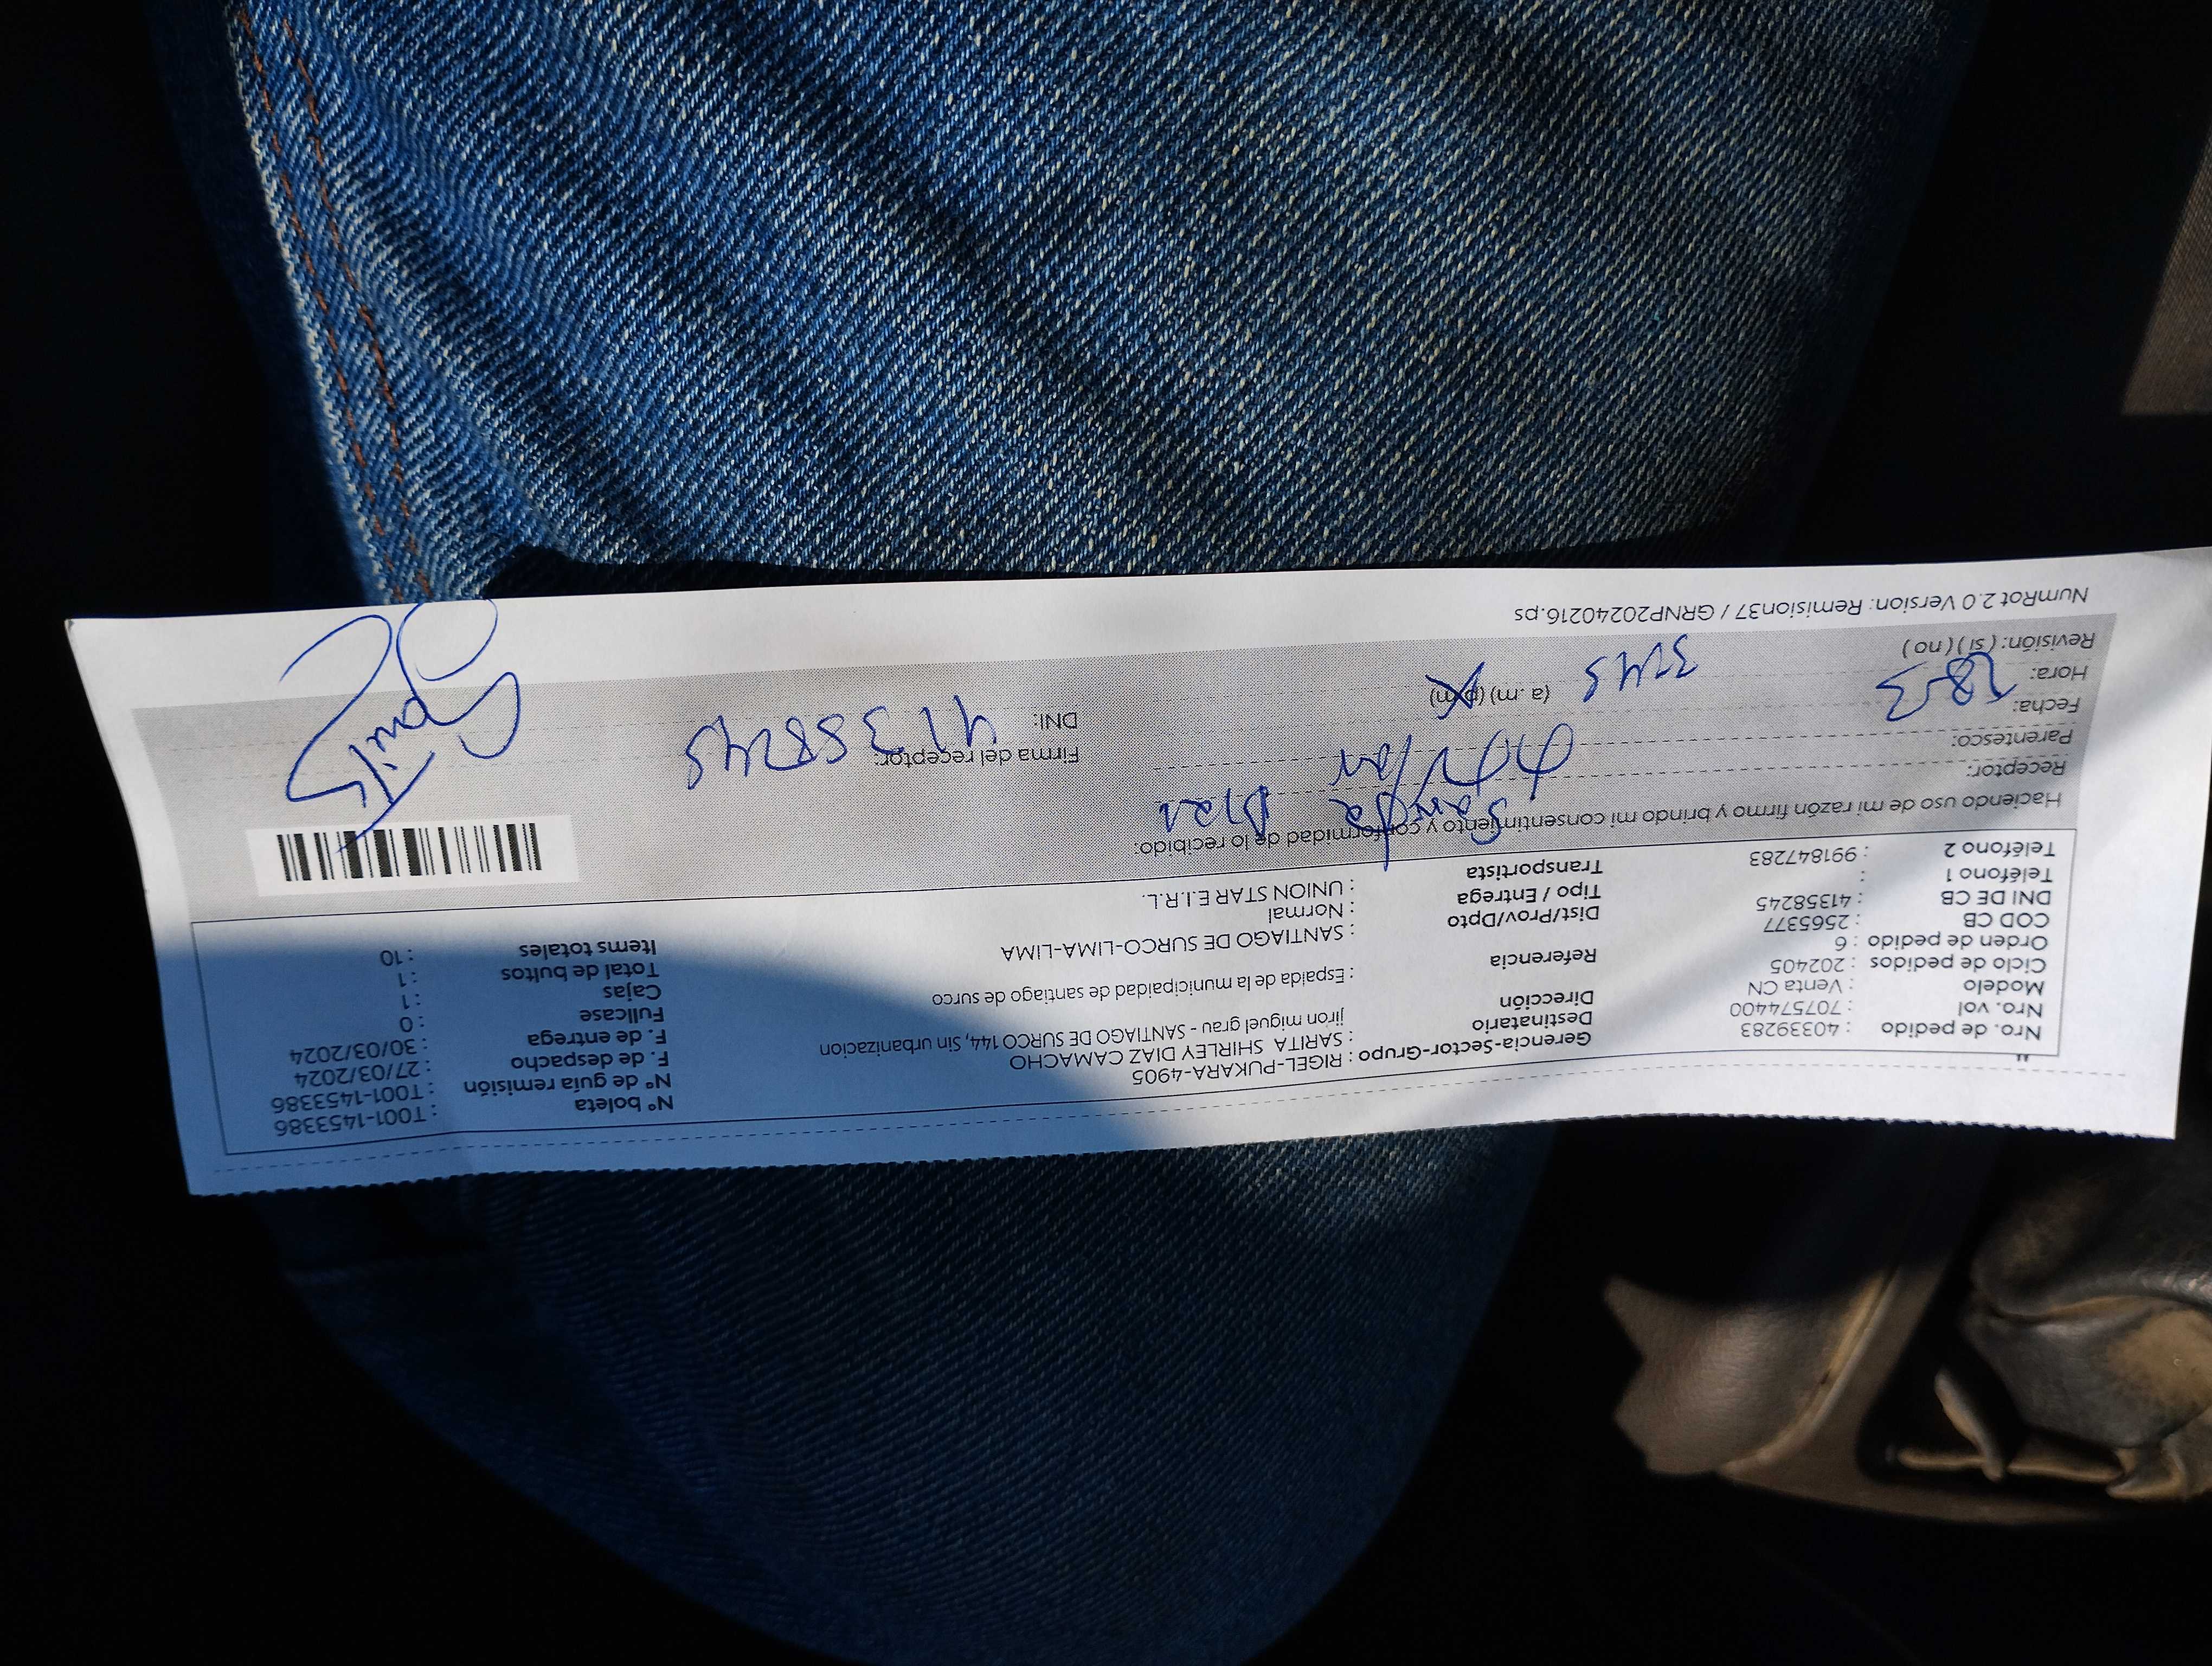 Nro. de pedido : 40339283
Nro. vol : 707574400
Modelo : Venta CN
Ciclo de pedidos : 202405
Orden de pedido : 6
COD CB : 2565377
DNI DE CB : 41358245
Teléfono 1 :
Teléfono 2 : 991847283
Gerencia-Sector-Grupo : RIGEL-PUKARA-4905
Destinatario : SARITA SHIRLEY DIAZ CAMACHO
Dirección jirón miguel grau - SANTIAGO DE SURCO 144, Sin urbanizacion
Referencia : Espalda de la municipaidad de santiago de surco
Dist/Prov/Dpto : SANTIAGO DE SURCO-LIMA-LIMA
Tipo / Entrega : Normal
Transportista : UNION STAR E.I.R.L.
N° boleta : T001-1453386
N° de guía remisión : T001-1453386
F. de despacho : 27/03/2024
F. de entrega : 30/03/2024
Fullcase : 0
Cajas : 1
Total de bultos : 1
Items totales : 10
Haciendo uso de mi razón firmo y brindo mi consentimiento y conformidad de lo recibido:
Receptor:
Parentesco:
Fecha: 28-3
Hora: 3:45 (a.m) (p.m)
Revisión: (si) (no)
Firma del receptor:
DNI: 41358245
NumRot 2.0 Version: Remision37 / GRNP20240216.ps